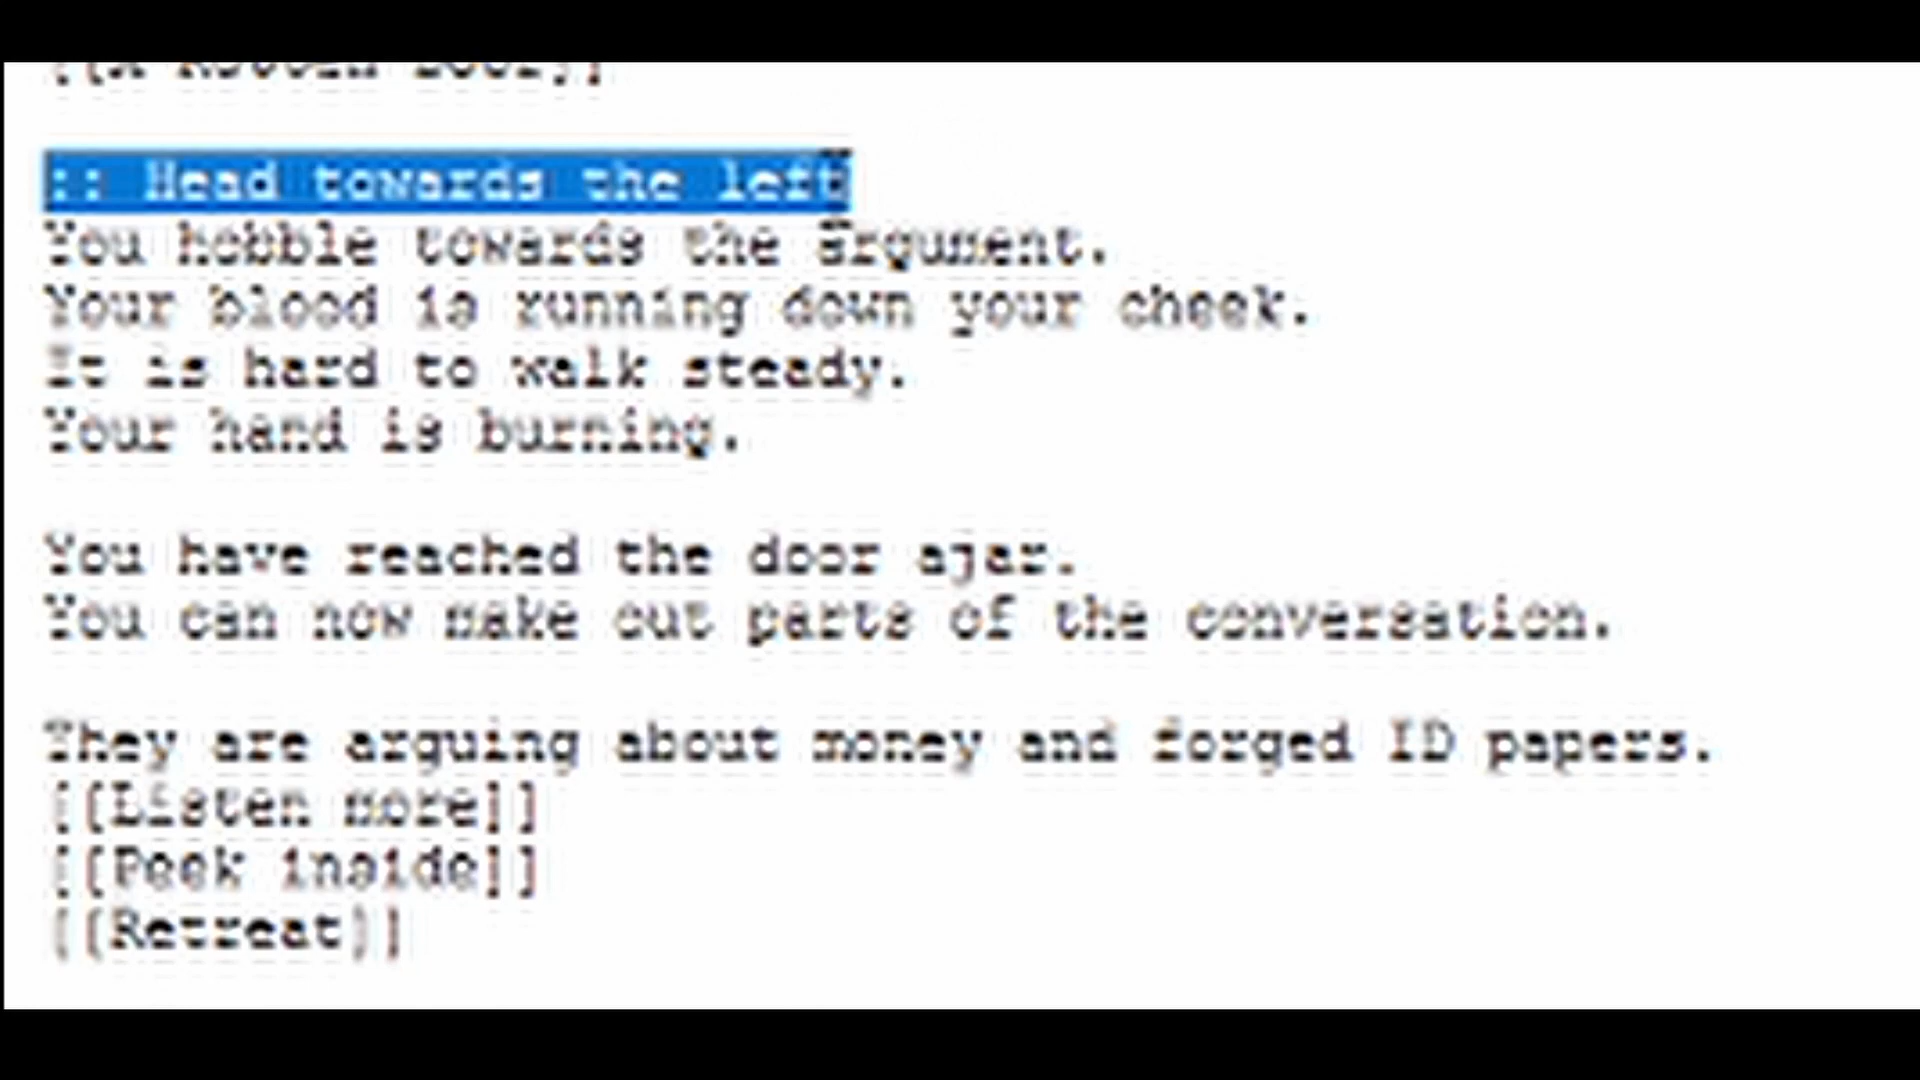 :: Head towards the left
You hobble towards the argument.
Your blood is running down your cheek.
It is hard to walk steady.
Your hand is burning.
You have reached the door ajar.
You can now make out parts of the conversation.
They are arguing about money and forged ID papers.
[[Listen more]]
[[Peek inside]]
[[Retreat]]